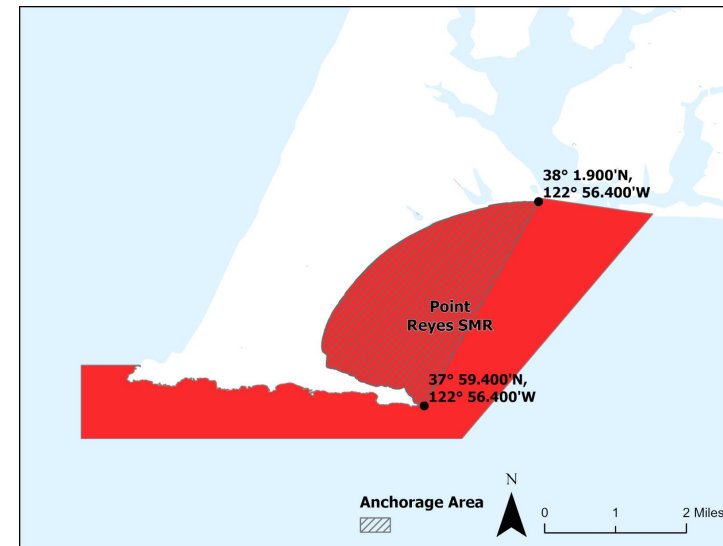 38° 1.900'N,
122° 56.400'W
Point
Reyes SMR
37° 59.400'N,
122° 56.400'W
Anchorage Area
N
0 1 2 Miles